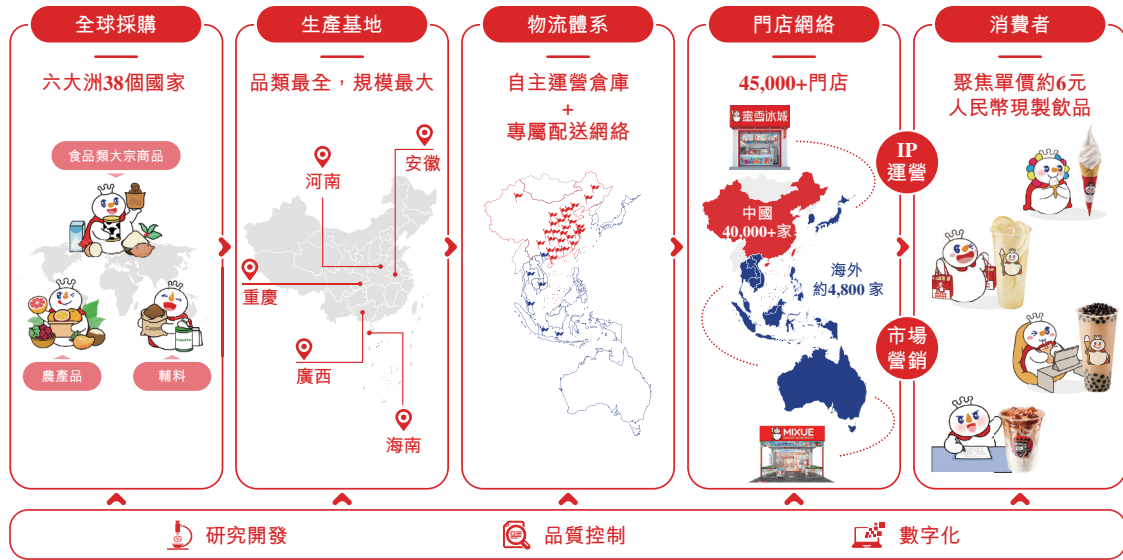 全球採購
六大洲38個國家
食品類大宗商品
農產品
輔料
生產基地
品類最全，規模最大
安徽
河南
重慶
廣西
海南
物流體系
自主運營倉庫
+
專屬配送網絡
門店網絡
45,000+門店
蜜雪冰城
中國
40,000+家
海外
約4,800 家
MIXUE
IP
運營
市場
營銷
消費者
聚焦單價約6元
人民幣現製飲品
研究開發
品質控制
數字化